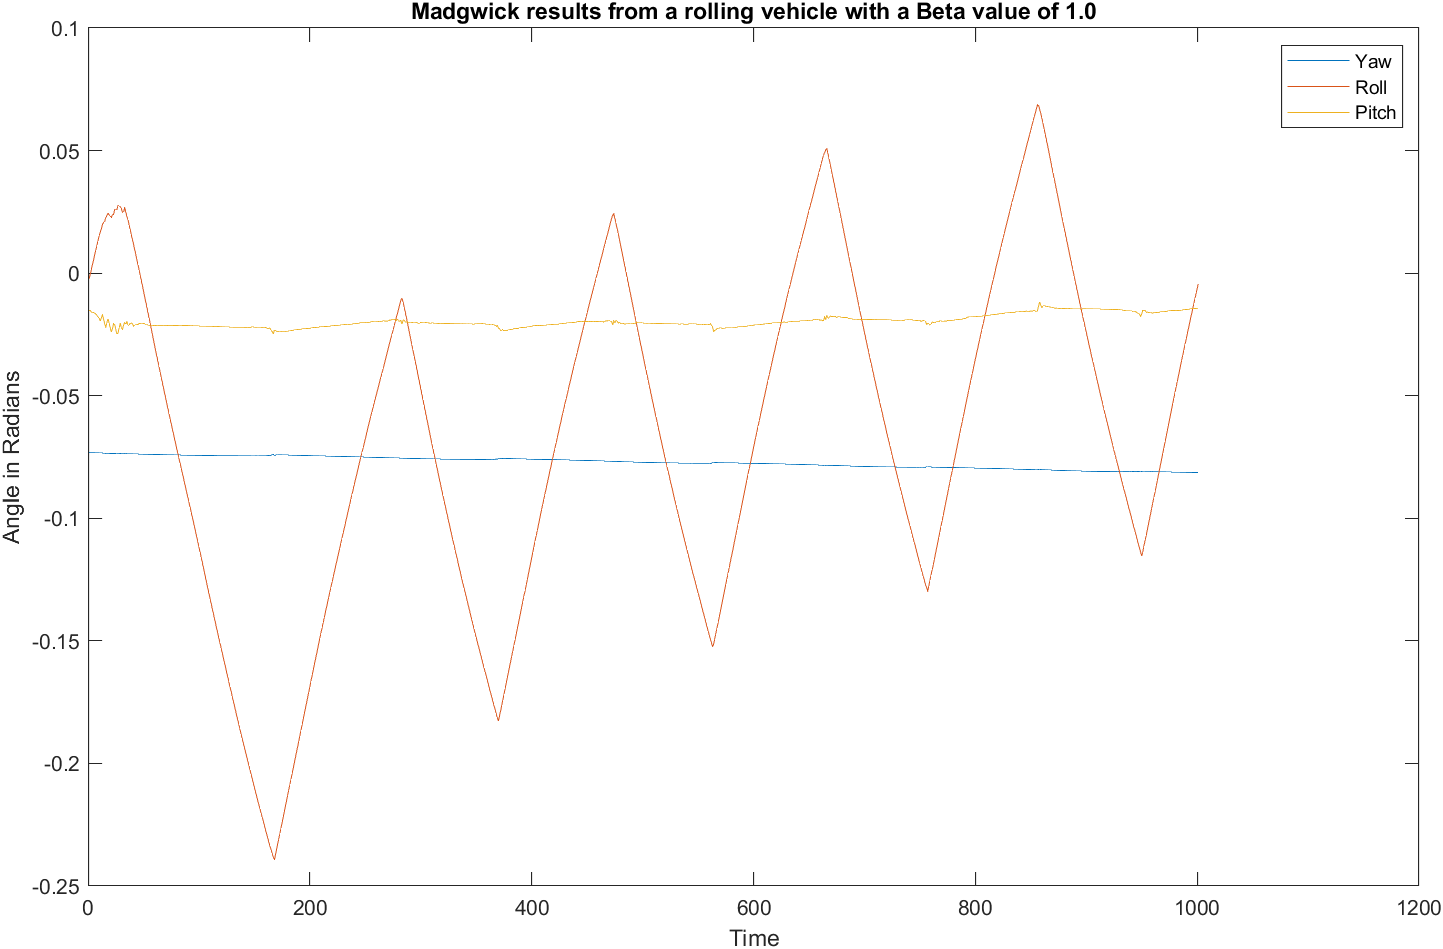 Madgwick results from a rolling vehicle with a Beta value of 1.0
0.1
0.05
0
-0.05
-0.1
-0.15
-0.2
-0.25
Angle in Radians
Yaw
Roll
Pitch
0 200 400 600 800 1000 1200
Time